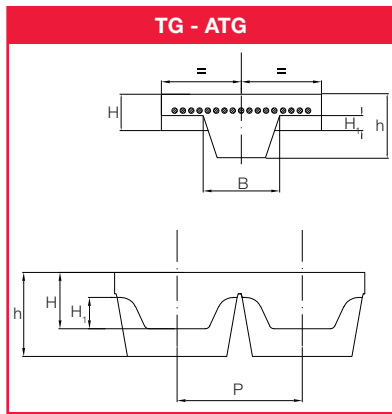 TG - ATG
= =
H H₁ h
B
h H H₁
P